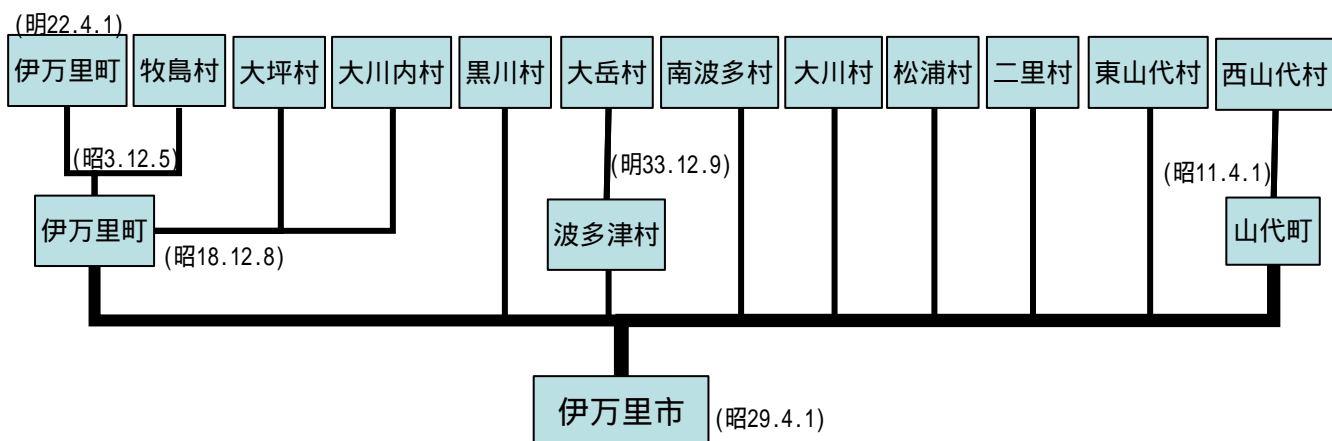 (明22.4.1)
伊万里町
牧島村
大坪村
大川内村
黒川村
大岳村
南波多村
大川村
松浦村
二里村
東山代村
西山代村
(昭3.12.5)
(明33.12.9)
(昭11.4.1)
伊万里町
(昭18.12.8)
波多津村
山代町
伊万里市
(昭29.4.1)